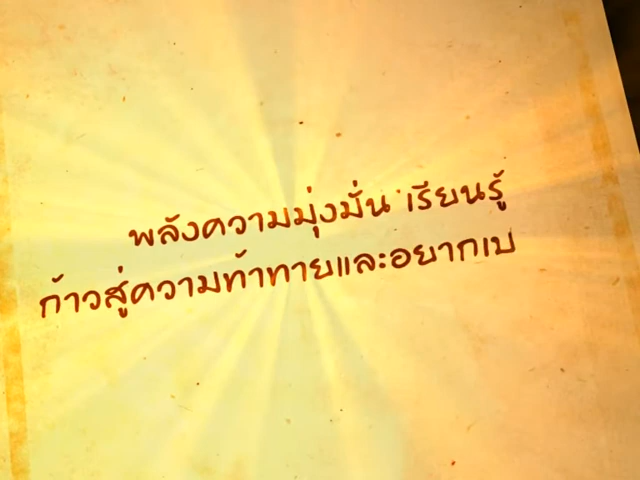 พลังความมุ่งมั่น เรียนรู้
ก้าวสู่ความท้าทายและอยากเบ